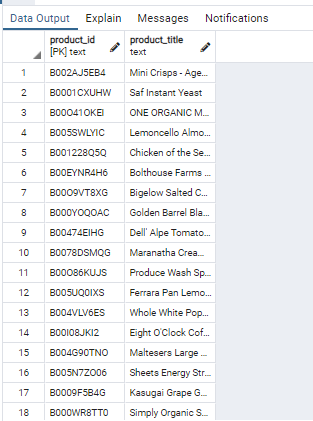 Data Output Explain Messages Notifications
product_id product_title
[PK] text text
1 B002AJ5EB4 Mini Crisps - Age...
2 B0001CXUHW Saf Instant Yeast
3 B00O41OKEI ONE ORGANIC M...
4 B005SWLYIC Lemoncello Almo...
5 B001228Q5Q Chicken of the Se...
6 B00EYNR4H6 Bolthouse Farms ...
7 B00O9VT8XG Bigelow Salted C...
8 B000YOQOAC Golden Barrel Bla...
9 B00474EIHG Dell' Alpe Tomato...
10 B0078DSMQG Maranatha Crea...
11 B00O86KUJS Produce Wash Sp...
12 B005UQ0IXS Ferrara Pan Lemo...
13 B004VLV6ES Whole White Pop...
14 B00I08JKI2 Eight O'Clock Cof...
15 B004G90TNO Maltesers Large ...
16 B005N7ZO06 Sheets Energy Str...
17 B0009F5B4G Kasugai Grape G...
18 B000WR8TT0 Simply Organic S...